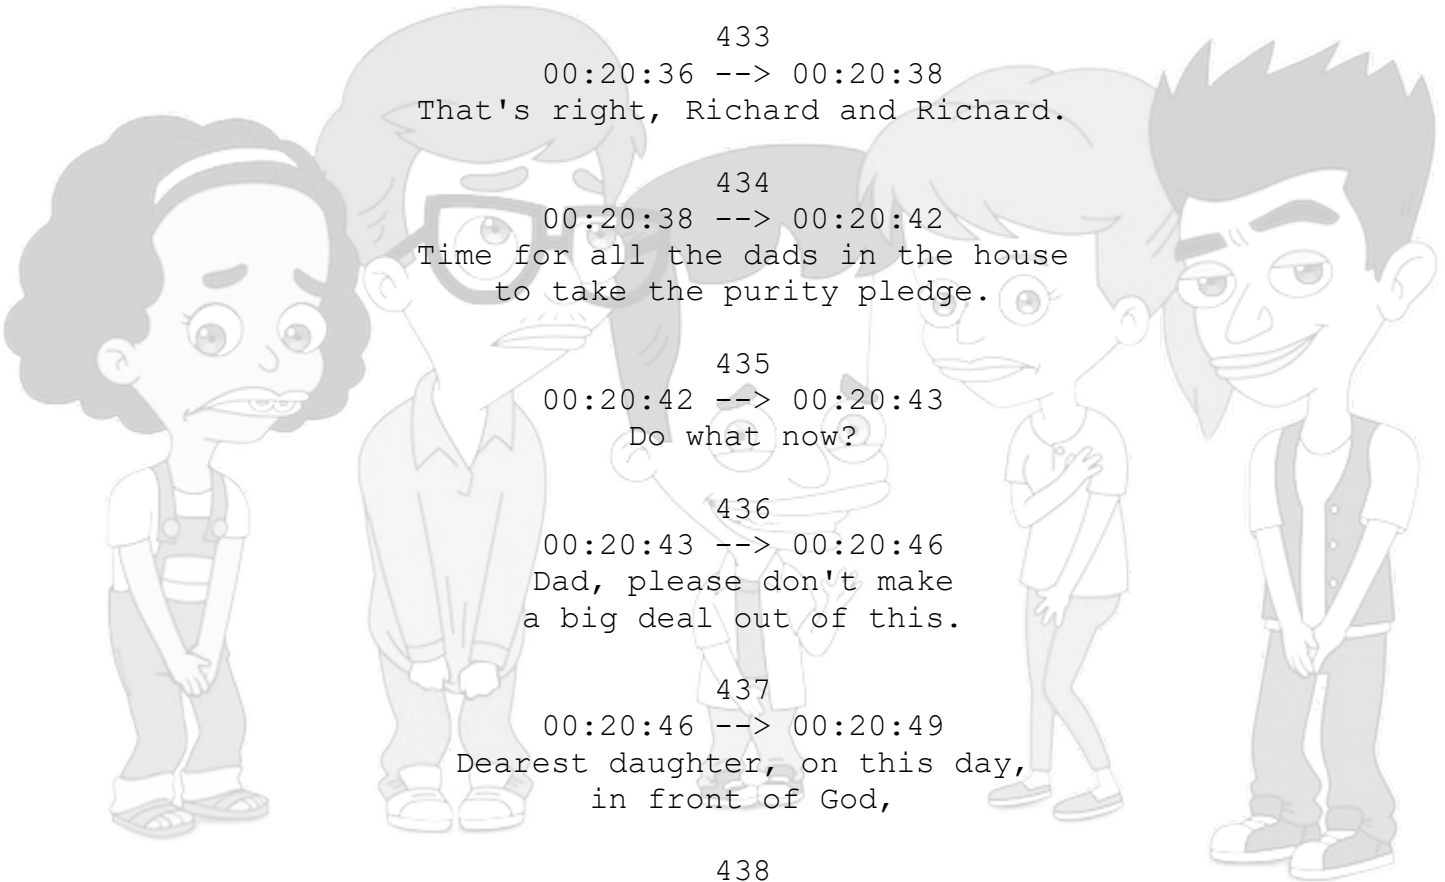 433
00:20:36 --> 00:20:38
That's right, Richard and Richard.
434
00:20:38 --> 00:20:42
Time for all the dads in the house
to take the purity pledge.
435
00:20:42 --> 00:20:43
Do what now?
436
00:20:43 --> 00:20:46
Dad, please don't make
a big deal out of this.
437
00:20:46 --> 00:20:49
Dearest daughter, on this day,
in front of God,
438